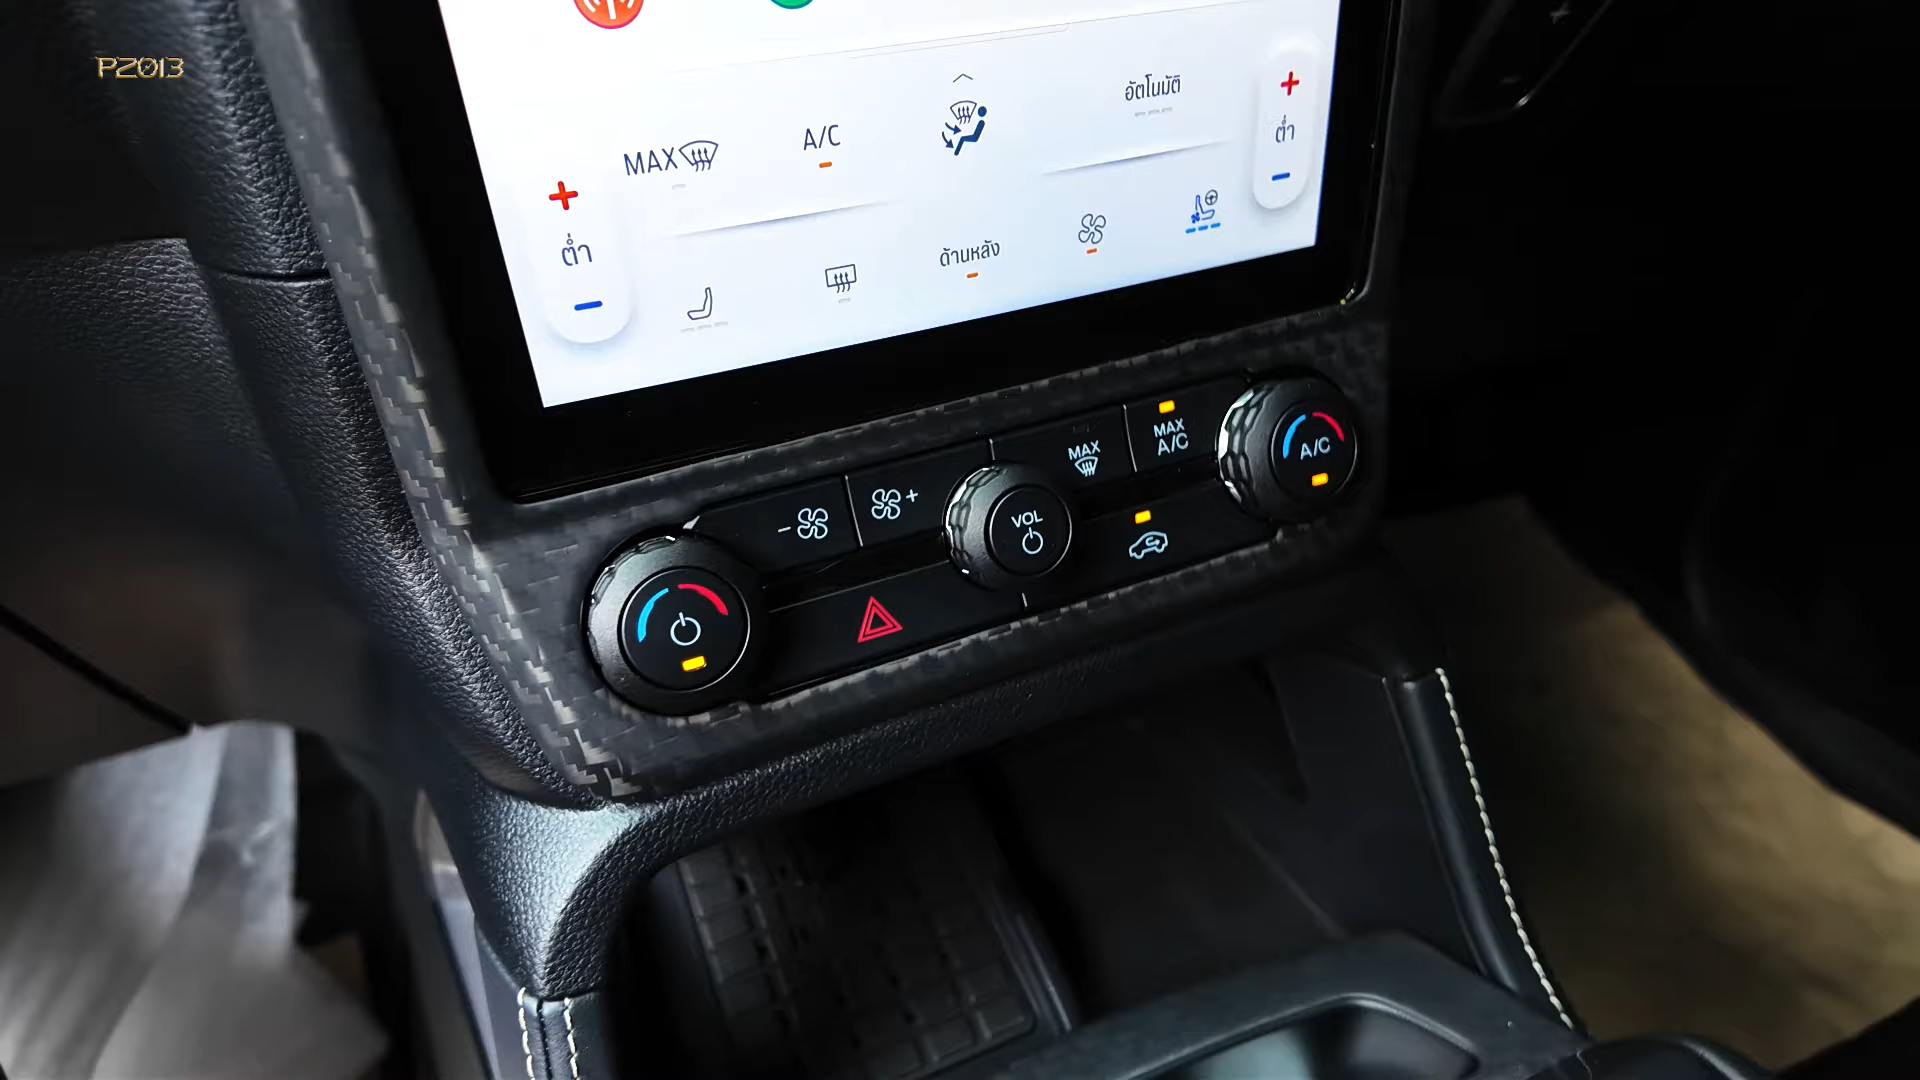 PZ013
อัตโนมัติ
MAX
A/C
ต่ำ
ต่ำ
ด้านหลัง
MAX
MAX
A/C
A/C
VOL